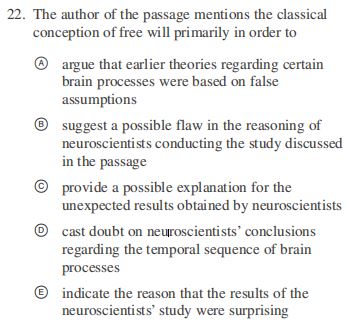 22. The author of the passage mentions the classical
conception of free will primarily in order to
Ⓐ argue that earlier theories regarding certain
brain processes were based on false
assumptions
Ⓑ suggest a possible flaw in the reasoning of
neuroscientists conducting the study discussed
in the passage
Ⓒ provide a possible explanation for the
unexpected results obtained by neuroscientists
Ⓓ cast doubt on neuroscientists’ conclusions
regarding the temporal sequence of brain
processes
Ⓔ indicate the reason that the results of the
neuroscientists’ study were surprising